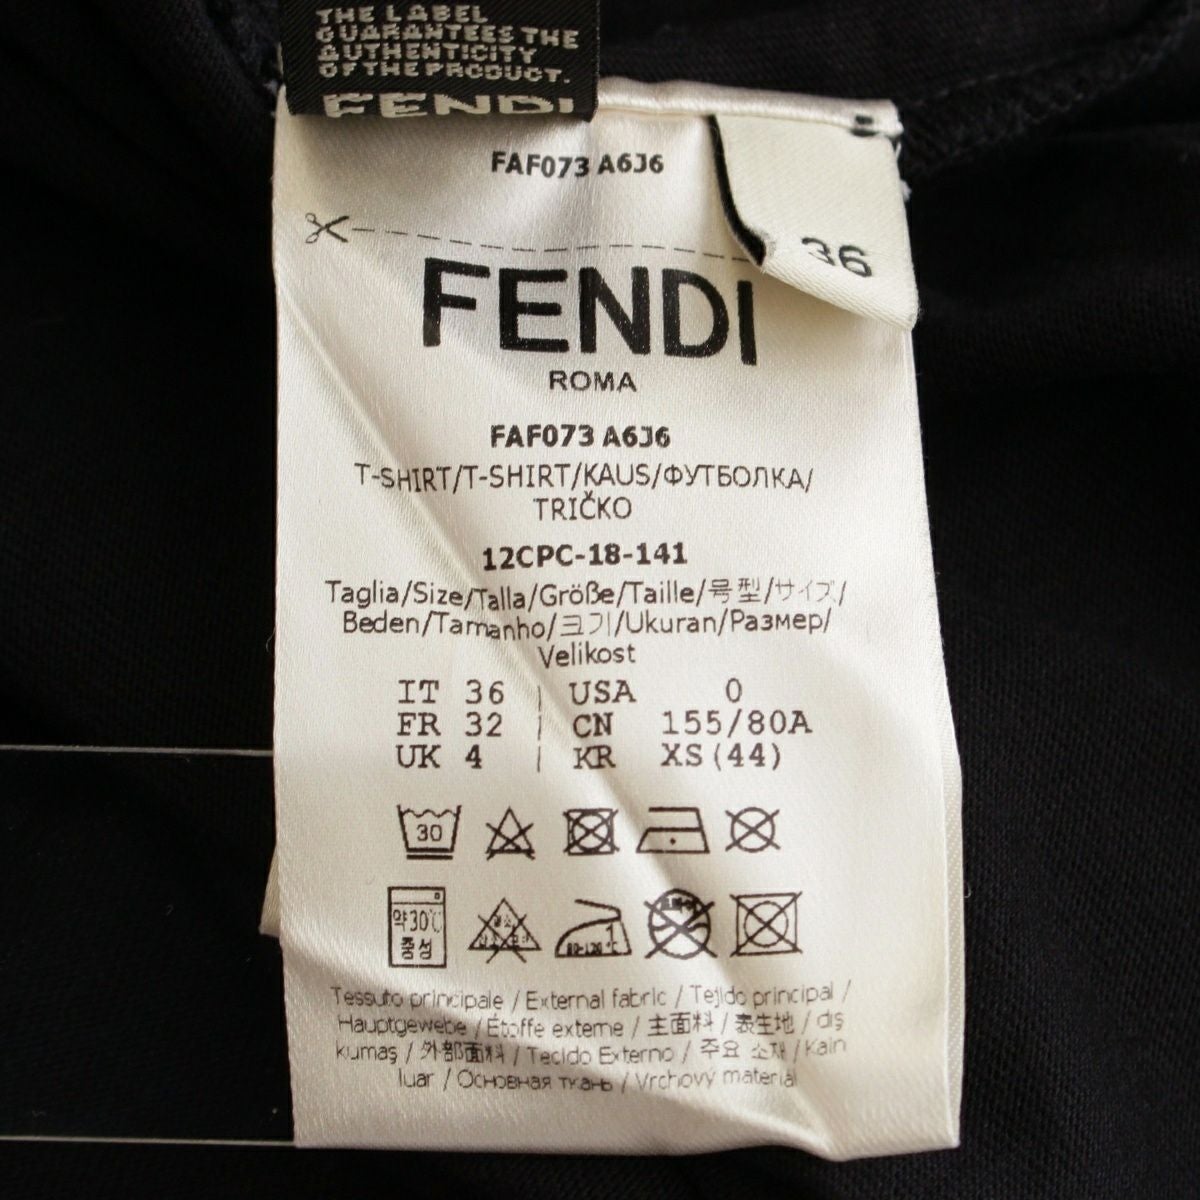 THE LABEL
GUARANTEES THE
AUTHENTICITY
OF THE PRODUCT.
FENDI
FAF073 A6J6
36
FENDI
ROMA
FAF073 A6J6
T-SHIRT/T-SHIRT/KAUS/ФУТБОЛКА/
TRIČKO
12CPC-18-141
Taglia/Size/Talla/Größe/Taille/号型/サイズ/
Beden/Tamanho/크기/Ukuran/Размер/
Velikost
IT 36 | USA 0
FR 32 | CN 155/80A
UK 4 | KR XS(44)
30
약30℃
중성
80-120℃
Tessuto principale / External fabric / Tejido principal /
Hauptgewebe / Étoffe externe / 主面料 / 表生地 / dış
kumaş / 外部面料 / Tecido Externo / 주요 소재 / Kain
luar / Основная ткань / Vrchový materiál